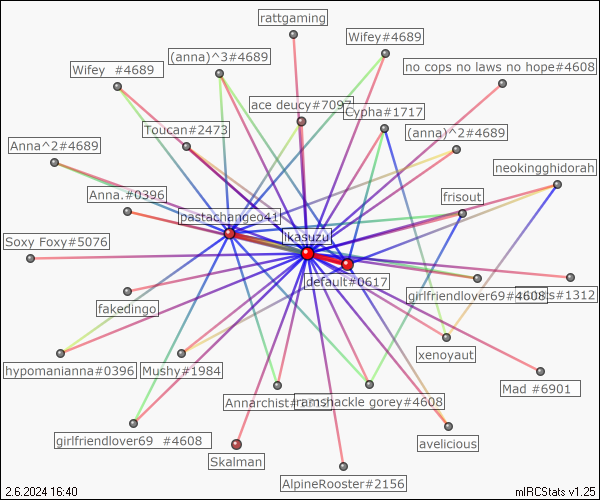 rattgaming
Wifey#4689
(anna)^3#4689
no cops no laws no hope#4608
Wifey #4689
ace deucy#7097
Cypha#1717
Toucan#2473
(anna)^2#4689
Anna^2#4689
neokingghidorah
Anna.#0396
frisout
pastachangeo41
ikasuzu
Soxy Foxy#5076
default#0617
girlfriendlover69#4608
#1312
fakedingo
xenoyaut
hypomanianna#0396
Mushy#1984
Mad #6901
Annarchist#
ramshackle gorey#4608
girlfriendlover69 #4608
avelicious
Skalman
AlpineRooster#2156
2.6.2024 16:40
mIRCStats v1.25